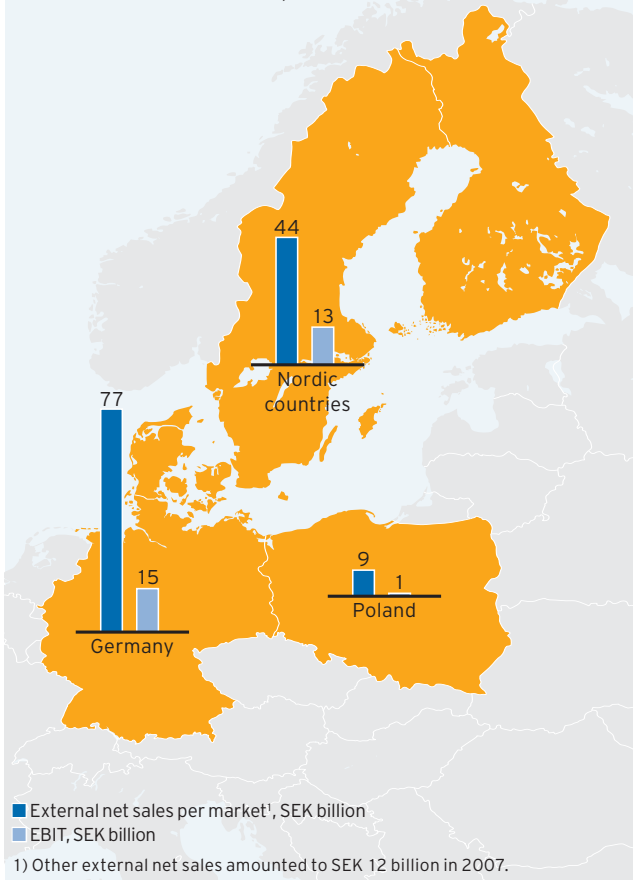 44
13
Nordic
countries
77
15
Germany
9
1
Poland
External net sales per market¹, SEK billion
EBIT, SEK billion
1) Other external net sales amounted to SEK 12 billion in 2007.